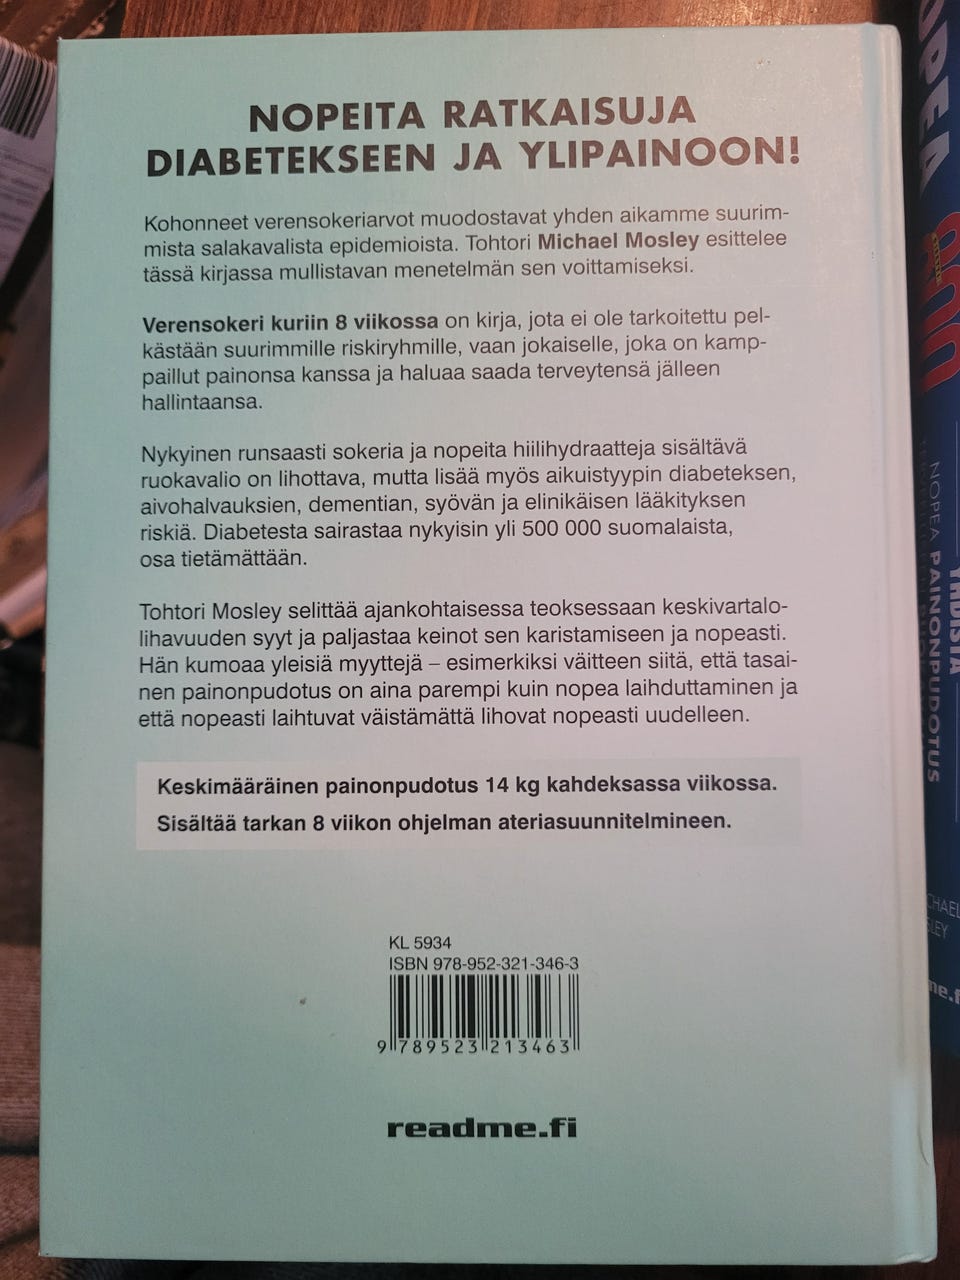 NOPEITA RATKAISUJA
DIABETEKSEEN JA YLIPAINOON!
Kohonneet verensokeriarvot muodostavat yhden aikamme suurim-
mista salakavalista epidemioista. Tohtori Michael Mosley esittelee
tässä kirjassa mullistavan menetelmän sen voittamiseksi.
Verensokeri kuriin 8 viikossa on kirja, jota ei ole tarkoitettu pel-
kästään suurimmille riskiryhmille, vaan jokaiselle, joka on kamp-
paillut painonsa kanssa ja haluaa saada terveytensä jälleen
hallintaansa.
Nykyinen runsaasti sokeria ja nopeita hiilihydraatteja sisältävä
ruokavalio on lihottava, mutta lisää myös aikuistyypin diabeteksen,
aivohalvauksien, dementian, syövän ja elinikäisen lääkityksen
riskiä. Diabetesta sairastaa nykyisin yli 500 000 suomalaista,
osa tietämättään.
Tohtori Mosley selittää ajankohtaisessa teoksessaan keskivartalo-
lihavuuden syyt ja paljastaa keinot sen karistamiseen ja nopeasti.
Hän kumoaa yleisiä myyttejä – esimerkiksi väitteen siitä, että tasai-
nen painonpudotus on aina parempi kuin nopea laihduttaminen ja
että nopeasti laihtuvat väistämättä lihovat nopeasti uudelleen.
Keskimääräinen painonpudotus 14 kg kahdeksassa viikossa.
Sisältää tarkan 8 viikon ohjelman ateriasuunnitelmineen.
KL 5934
ISBN 978-952-321-346-3
9 789523 213463
readme.fi
OPEA
800
YHDISTÄ
NOPEA PAINONPUDOTUS
CHAEL
SLEY
me.f